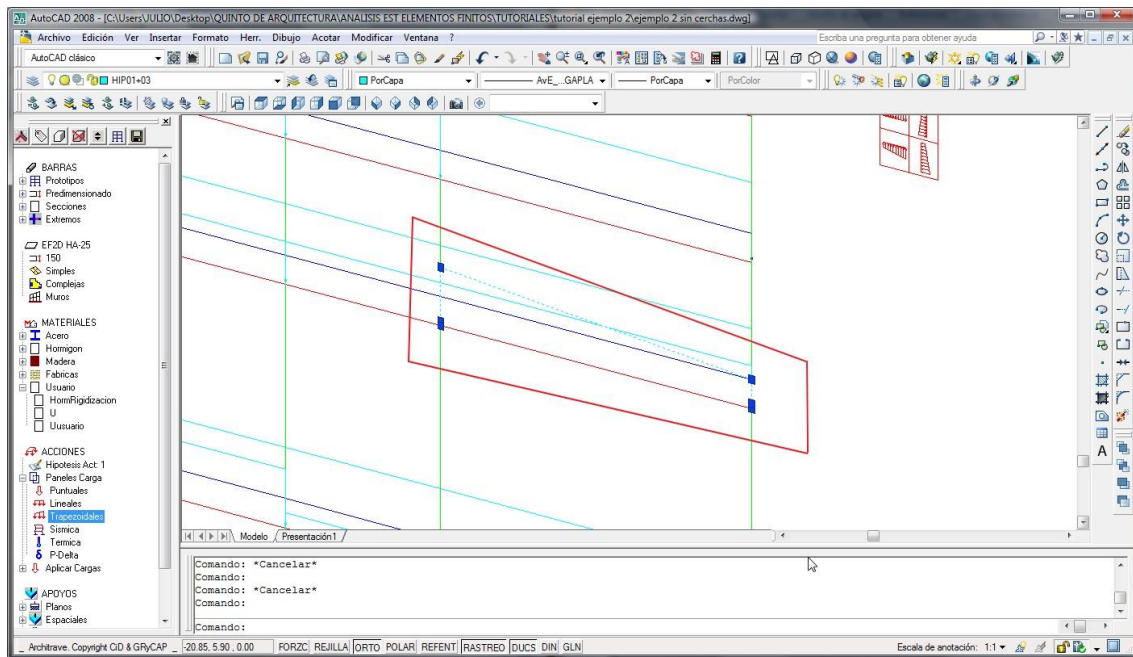 AutoCAD 2008 - [C:\Users\JULIO\Desktop\QUINTO DE ARQUITECTURA\ANALISIS EST ELEMENTOS FINITOS\TUTORIALES\tutorial ejemplo 2\ejemplo 2 sin cerchas.dwg]
Archivo Edición Ver Insertar Formato Herr. Dibujo Acotar Modificar Ventana ?
Escriba una pregunta para obtener ayuda
AutoCAD clásico
HIP01+03
PorCapa
AvE_...GAPLA
PorCapa
PorColor
BARRAS
Prototipos
Predimensionado
Secciones
Extremos
EF2D HA-25
150
Simples
Complejas
Muros
MATERIALES
Acero
Hormigon
Madera
Fabricas
Usuario
HormRigidizacion
U
Uusuario
ACCIONES
Hipotesis Act: 1
Paneles Carga
Puntuales
Lineales
Trapezoidales
Sismica
Termica
P-Delta
Aplicar Cargas
APOYOS
Planos
Espaciales
Modelo Presentación1
Comando: *Cancelar*
Comando:
Comando: *Cancelar*
Comando:
Comando:
_ Architrave. Copyright CiD & GRyCAP _ -20.85, 5.90 , 0.00 FORZC REJILLA ORTO POLAR REFENT RASTREO DUCS DIN GLN Escala de anotación: 1:1